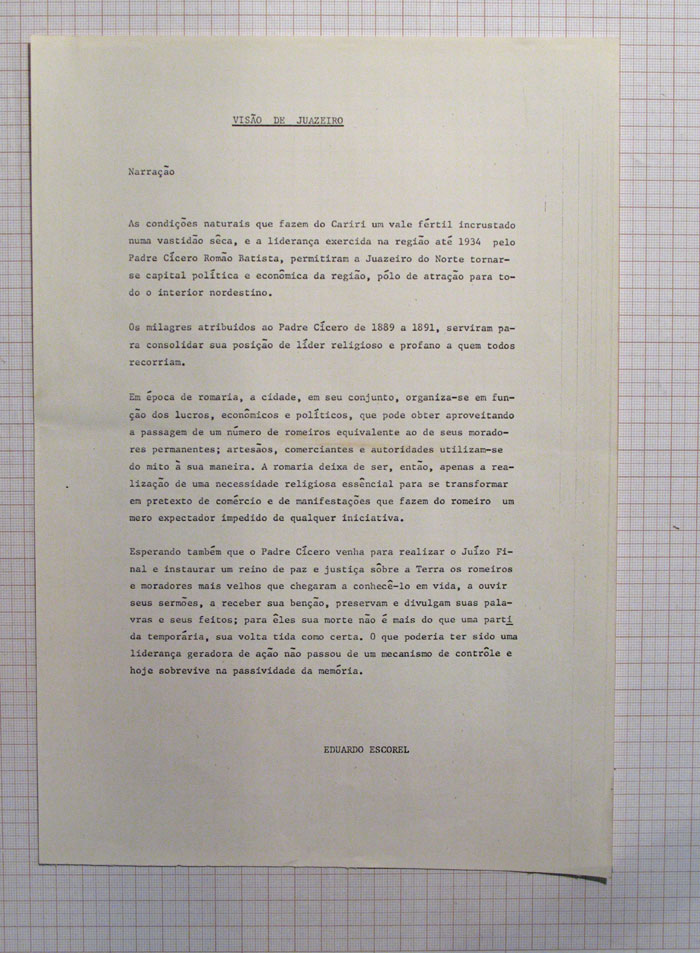 VISÃO DE JUAZEIRO
Narração
As condições naturais que fazem do Cariri um vale fértil incrustado
numa vastidão sêca, e a liderança exercida na região até 1934 pelo
Padre Cícero Romão Batista, permitiram a Juazeiro do Norte tornar-
se capital política e econômica da região, pólo de atração para to-
do o interior nordestino.
Os milagres atribuidos ao Padre Cícero de 1889 a 1891, serviram pa-
ra consolidar sua posição de líder religioso e profano a quem todos
recorriam.
Em época de romaria, a cidade, em seu conjunto, organiza-se em fun-
ção dos lucros, econômicos e políticos, que pode obter aproveitando
a passagem de um número de romeiros equivalente ao de seus morado-
res permanentes; artesãos, comerciantes e autoridades utilizam-se
do mito à sua maneira. A romaria deixa de ser, então, apenas a rea-
lização de uma necessidade religiosa essêncial para se transformar
em pretexto de comércio e de manifestações que fazem do romeiro um
mero expectador impedido de qualquer iniciativa.
Esperando também que o Padre Cícero venha para realizar o Juízo Fi-
nal e instaurar um reino de paz e justiça sôbre a Terra os romeiros
e moradores mais velhos que chegaram a conhecê-lo em vida, a ouvir
seus sermões, a receber sua benção, preservam e divulgam suas pala-
vras e seus feitos; para êles sua morte não é mais do que uma parti
da temporária, sua volta tida como certa. O que poderia ter sido uma
liderança geradora de ação não passou de um mecanismo de contrôle e
hoje sobrevive na passividade da memória.
EDUARDO ESCOREL